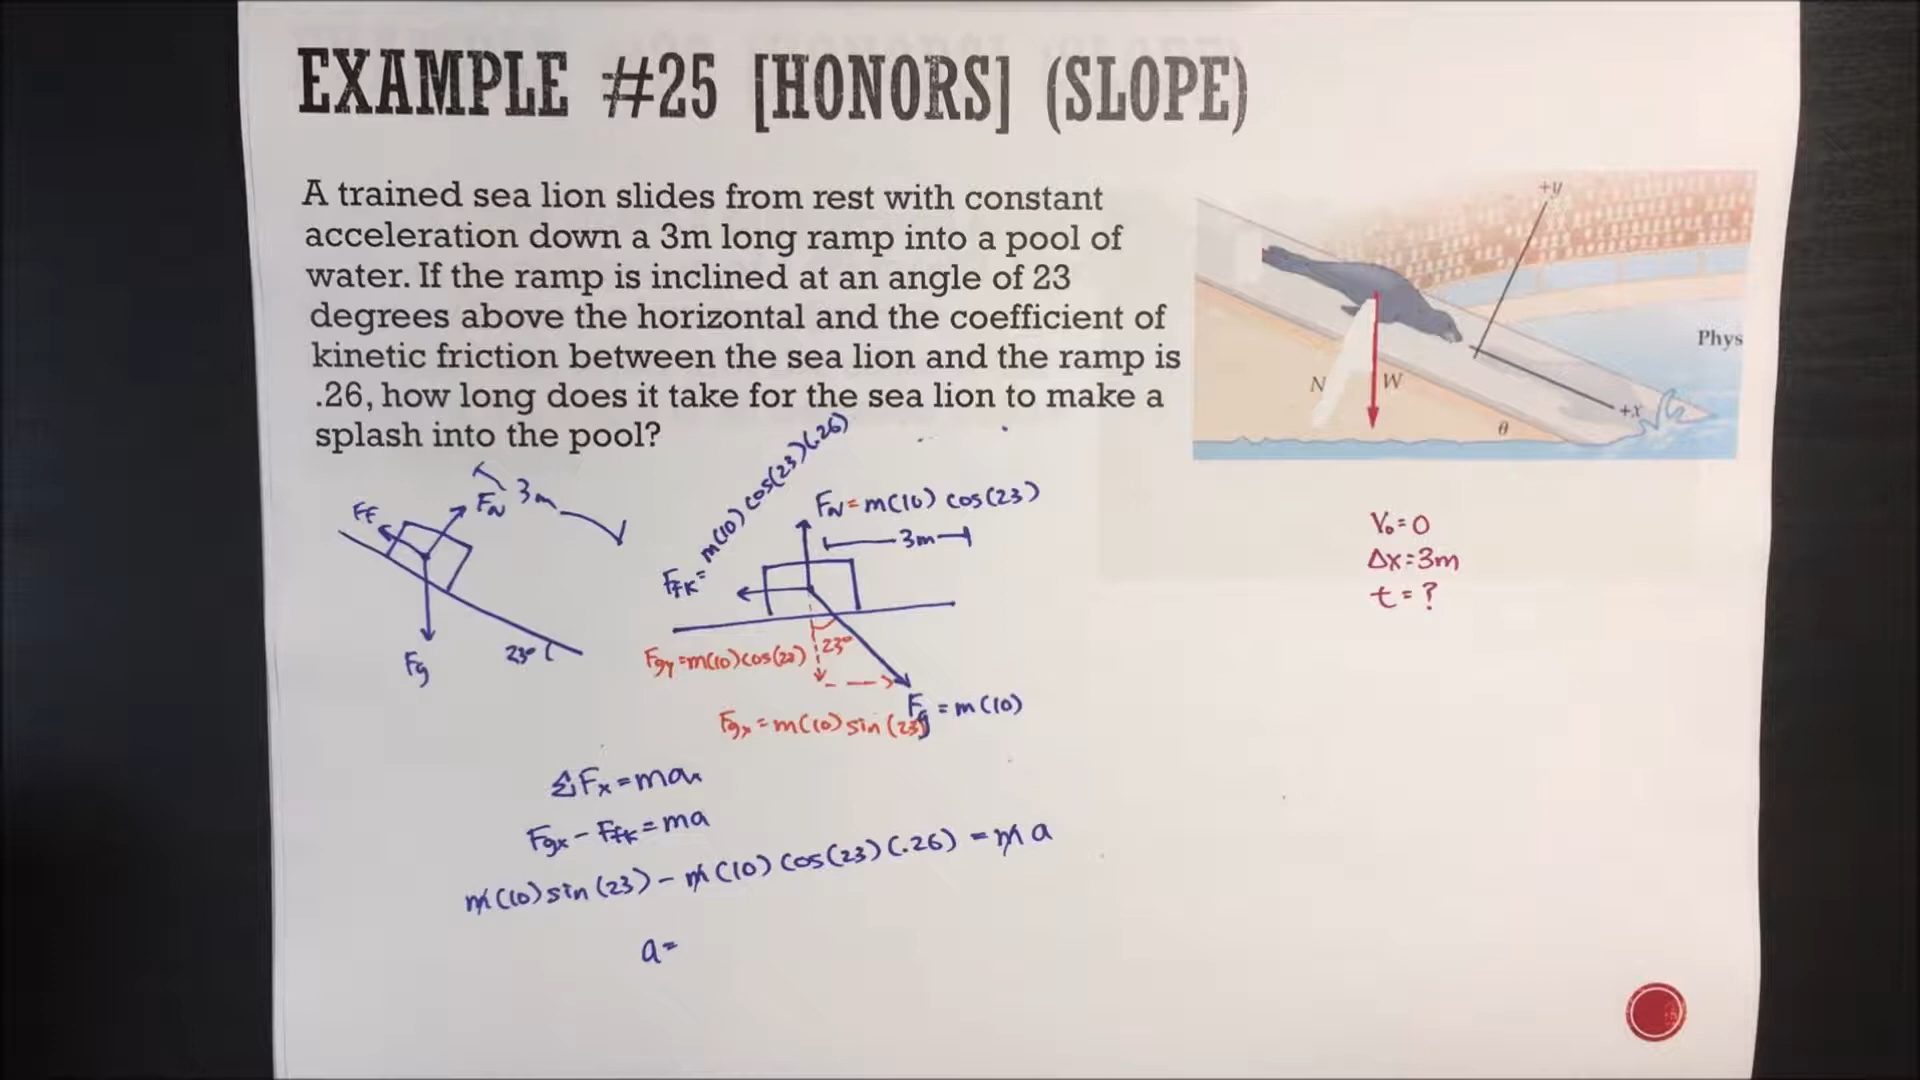 EXAMPLE #25 [HONORS] (SLOPE)
A trained sea lion slides from rest with constant
acceleration down a 3m long ramp into a pool of
water. If the ramp is inclined at an angle of 23
degrees above the horizontal and the coefficient of
kinetic friction between the sea lion and the ramp is
.26, how long does it take for the sea lion to make a
splash into the pool?
+y
Phys
N
W
+x
θ
FF
FN
3m
Fg
23°
FfK = m(10) cos(23)(.26)
FN = m(10) cos(23)
3m
23°
Fgy = m(10)cos(23)
Fgx = m(10) sin(23)
Fg = m(10)
V₀ = 0
Δx = 3m
t = ?
ΣFx = max
Fgx - Ffk = ma
m(10) sin(23) - m(10) cos(23)(.26) = m a
a=